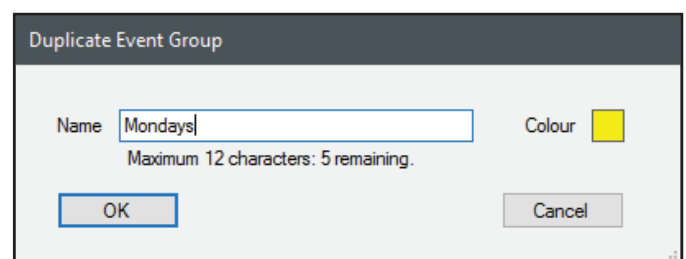 Duplicate Event Group
Name Mondays Colour
Maximum 12 characters: 5 remaining.
OK Cancel